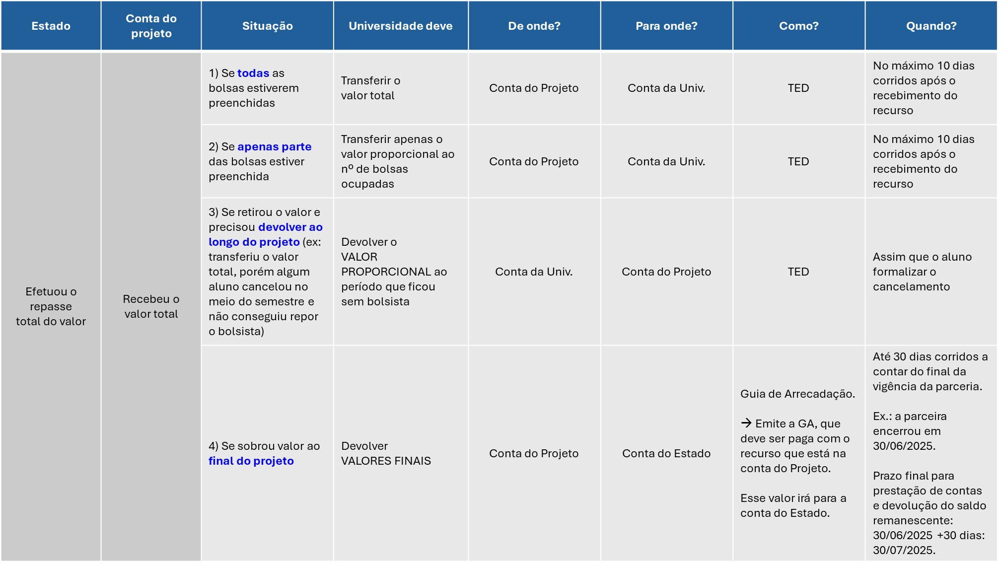 Estado
Conta do
projeto
Situação
Universidade deve
De onde?
Para onde?
Como?
Quando?
Efetuou o
repasse
total do valor
Recebeu o
valor total
1) Se todas as
bolsas estiverem
preenchidas
Transferir o
valor total
Conta do Projeto
Conta da Univ.
TED
No máximo 10 dias
corridos após o
recebimento do
recurso
2) Se apenas parte
das bolsas estiver
preenchida
Transferir apenas o
valor proporcional ao
nº de bolsas
ocupadas
Conta do Projeto
Conta da Univ.
TED
No máximo 10 dias
corridos após o
recebimento do
recurso
3) Se retirou o valor e
precisou devolver ao
longo do projeto (ex:
transferiu o valor
total, porém algum
aluno cancelou no
meio do semestre e
não conseguiu repor
o bolsista)
Devolver o
VALOR
PROPORCIONAL ao
período que ficou
sem bolsista
Conta da Univ.
Conta do Projeto
TED
Assim que o aluno
formalizar o
cancelamento
4) Se sobrou valor ao
final do projeto
Devolver
VALORES FINAIS
Conta do Projeto
Conta do Estado
Guia de Arrecadação.
→ Emite a GA, que
deve ser paga com o
recurso que está na
conta do Projeto.
Esse valor irá para a
conta do Estado.
Até 30 dias corridos a
contar do final da
vigência da parceria.
Ex.: a parceira
encerrou em
30/06/2025.
Prazo final para
prestação de contas
e devolução do saldo
remanescente:
30/06/2025 +30 dias:
30/07/2025.